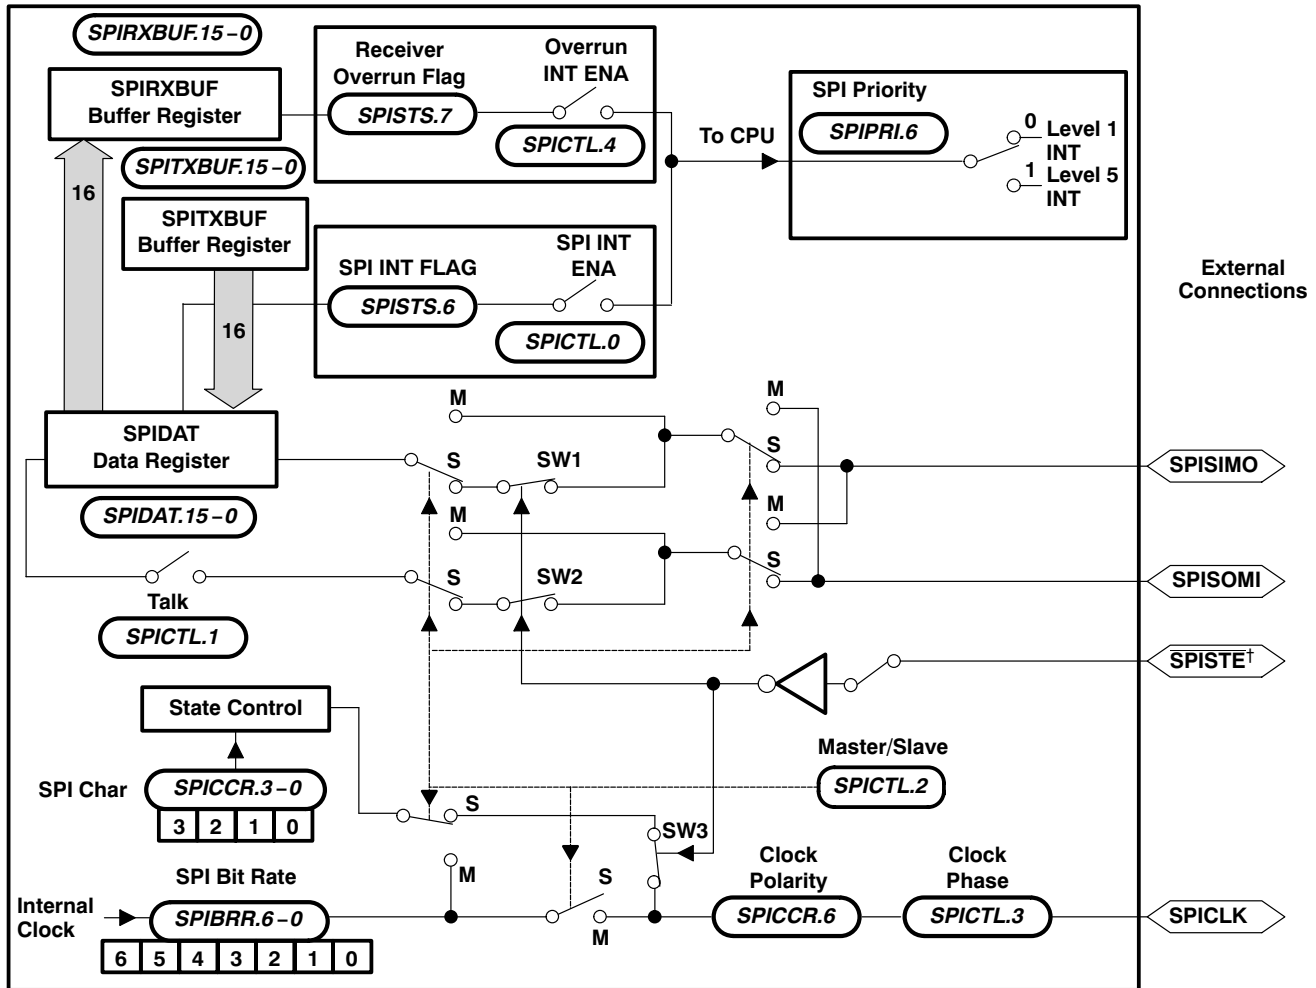 SPIRXBUF.15–0
SPIRXBUF
Buffer Register
Receiver
Overrun Flag
SPISTS.7
Overrun
INT ENA
SPICTL.4
To CPU
SPI Priority
SPIPRI.6
0
Level 1
INT
1
Level 5
INT
SPITXBUF.15–0
16
SPITXBUF
Buffer Register
SPI INT FLAG
SPISTS.6
SPI INT
ENA
SPICTL.0
16
External
Connections
SPIDAT
Data Register
SPIDAT.15–0
M
S
SW1
M
S
SPISIMO
M
S
SW2
M
S
SPISOMI
Talk
SPICTL.1
SPISTE†
State Control
SPI Char
SPICCR.3–0
3 2 1 0
Master/Slave
SPICTL.2
S
M
SW3
SPI Bit Rate
Internal
Clock
SPIBRR.6–0
6 5 4 3 2 1 0
S
M
Clock
Polarity
SPICCR.6
Clock
Phase
SPICTL.3
SPICLK